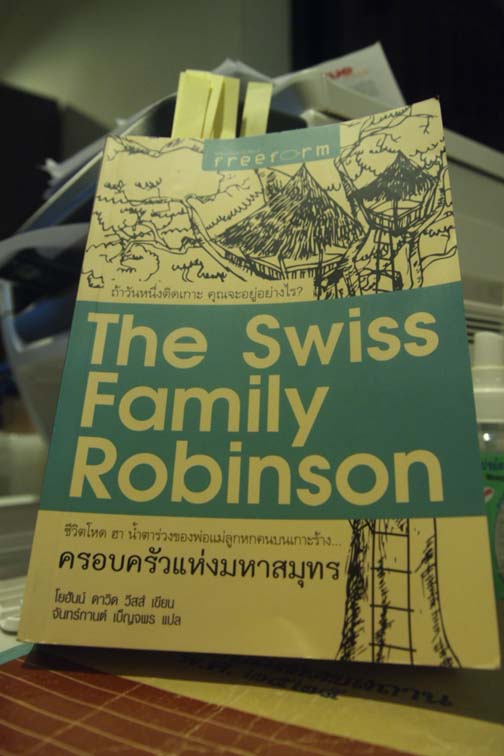 freeform
ถ้าวันหนึ่งติดเกาะ คุณจะอยู่อย่างไร?
The Swiss
Family
Robinson
ชีวิตโหด ฮา น้ำตาร่วงของพ่อแม่ลูกหกคนบนเกาะร้าง...
ครอบครัวแห่งมหาสมุทร
โยฮันน์ ดาวิด วีสส์ เขียน
จันทร์กานต์ เบ็ญจพร แปล